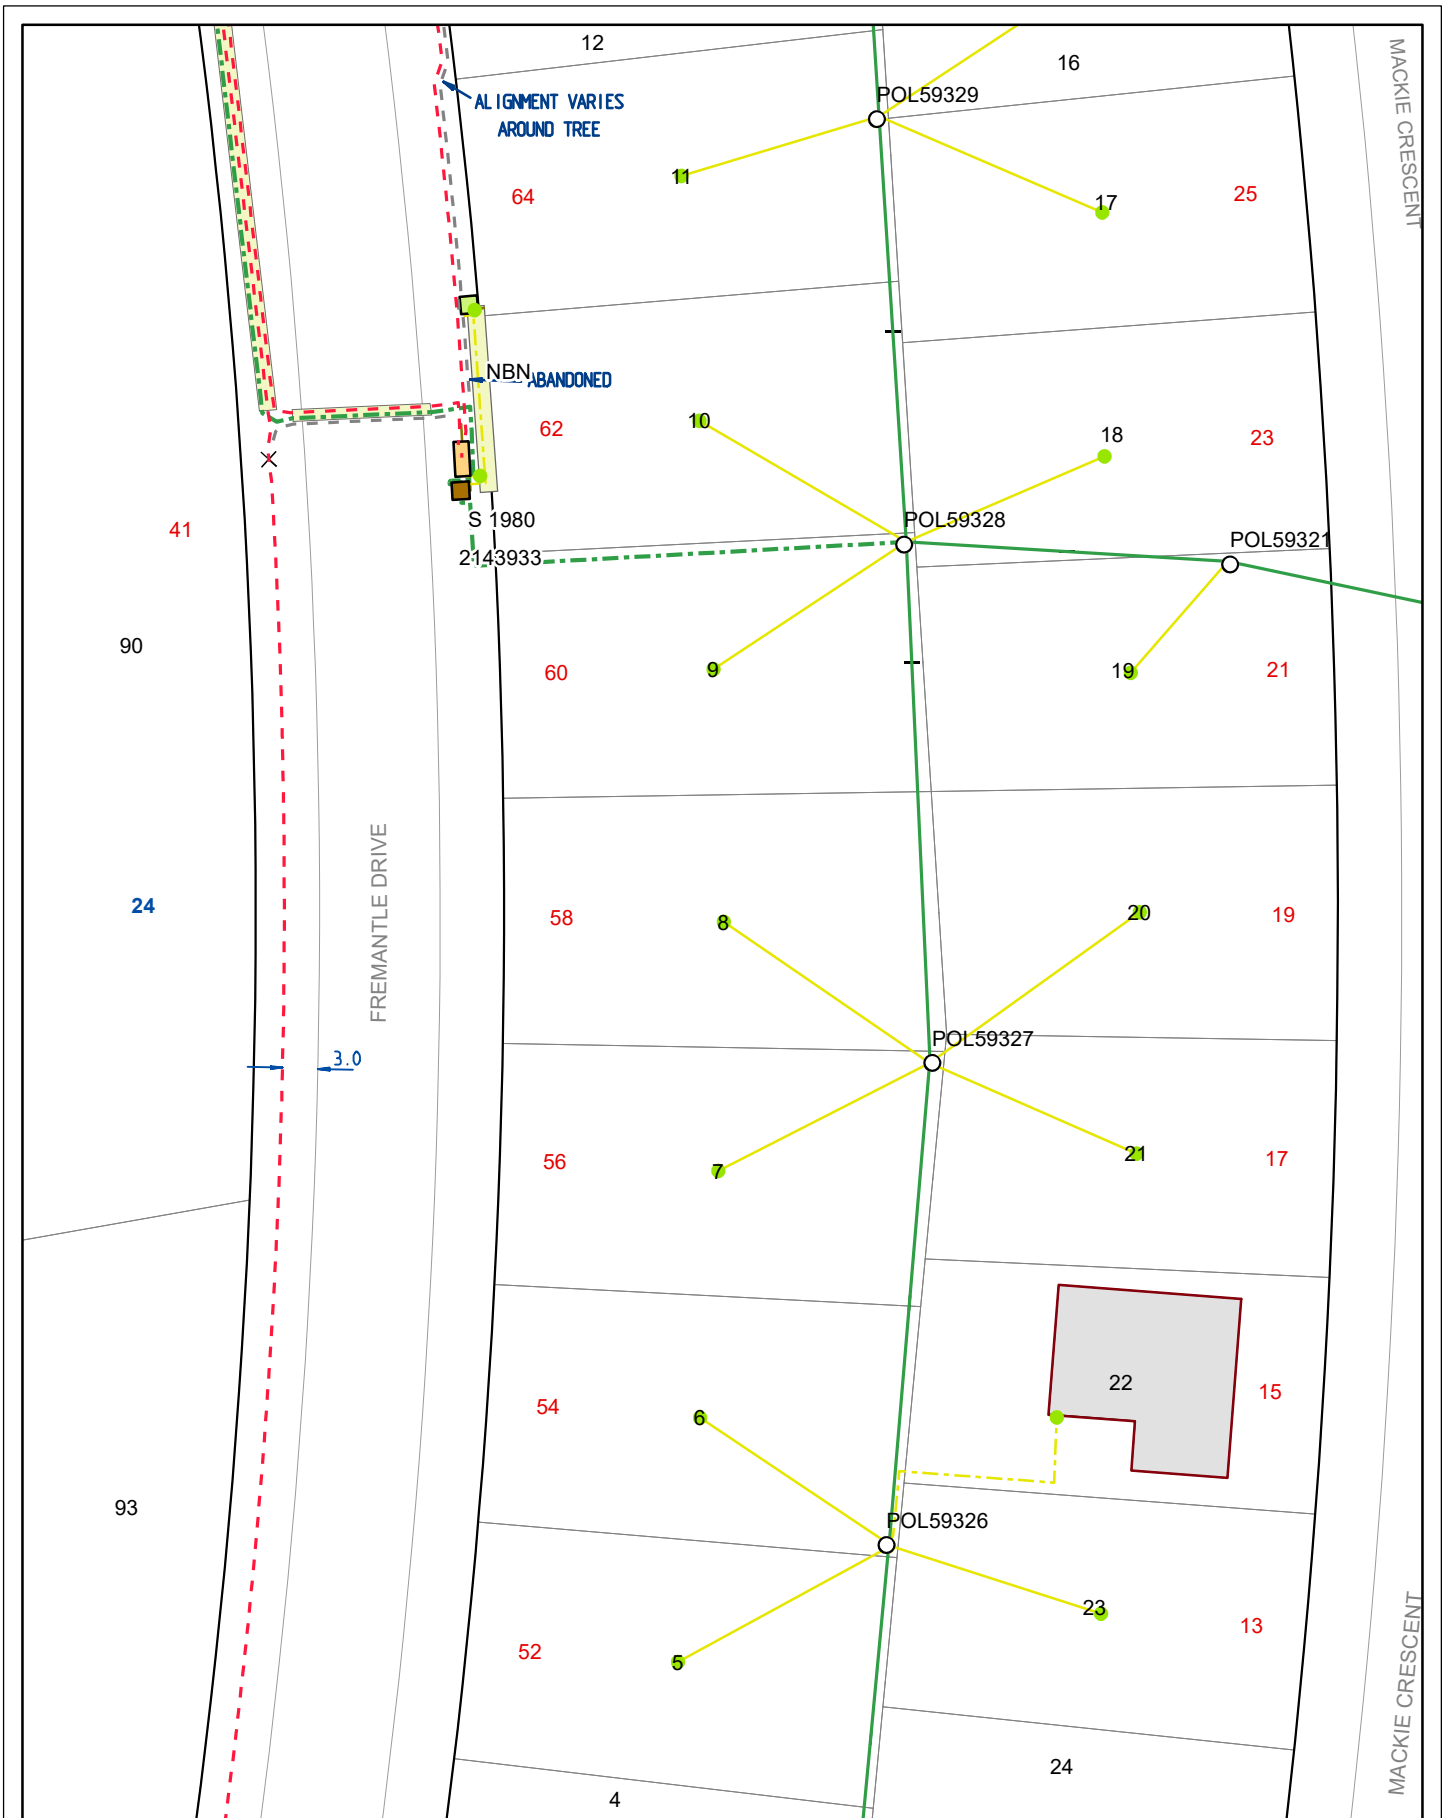 12
16
MACKIE CRESCENT
POL59329
ALIGNMENT VARIES
AROUND TREE
11
64
17
25
NBN
ABANDONED
10
62
18
23
S 1980
POL59328
41
2143933
POL59321
90
9
60
19
21
24
FREMANTLE DRIVE
58
8
20
19
POL59327
3.0
56
7
21
17
22
15
54
6
93
POL59326
23
13
52
5
MACKIE CRESCENT
24
4